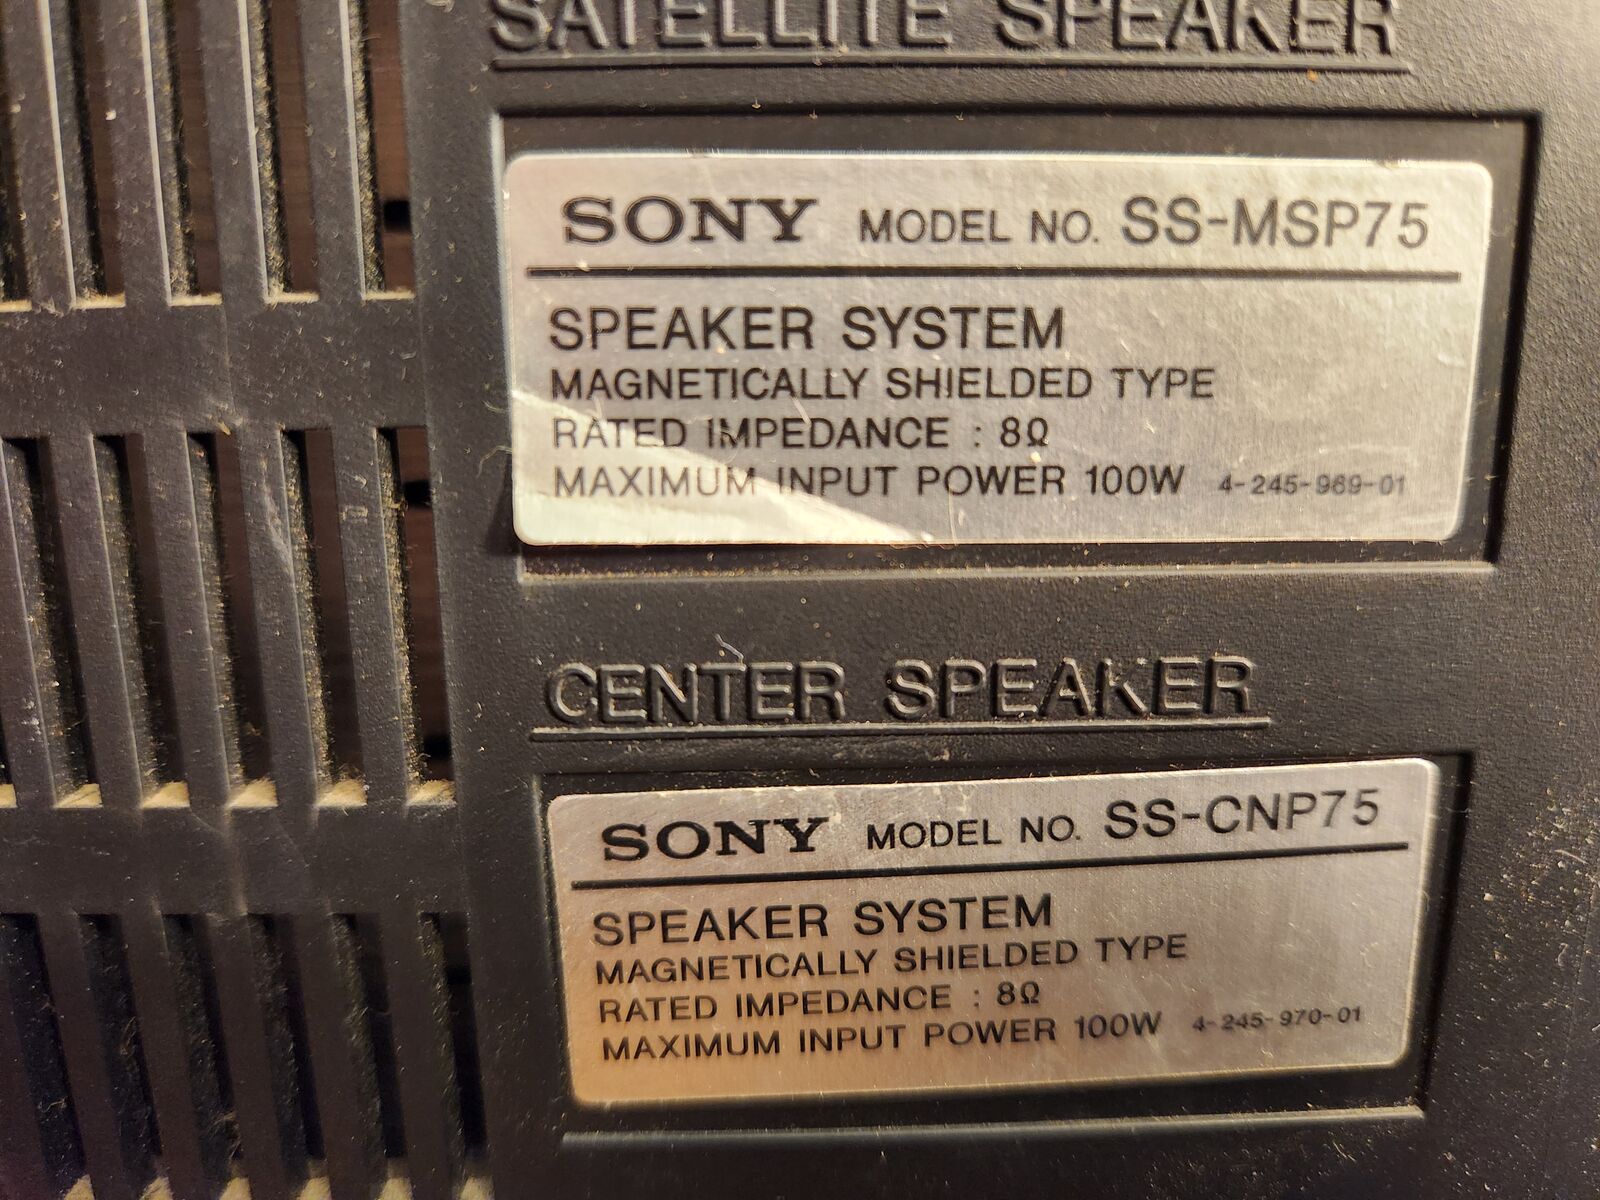 SATELLITE SPEAKER
SONY MODEL NO. SS-MSP75
SPEAKER SYSTEM
MAGNETICALLY SHIELDED TYPE
RATED IMPEDANCE : 8Ω
MAXIMUM INPUT POWER 100W 4-245-969-01
CENTER SPEAKER
SONY MODEL NO. SS-CNP75
SPEAKER SYSTEM
MAGNETICALLY SHIELDED TYPE
RATED IMPEDANCE : 8Ω
MAXIMUM INPUT POWER 100W 4-245-970-01